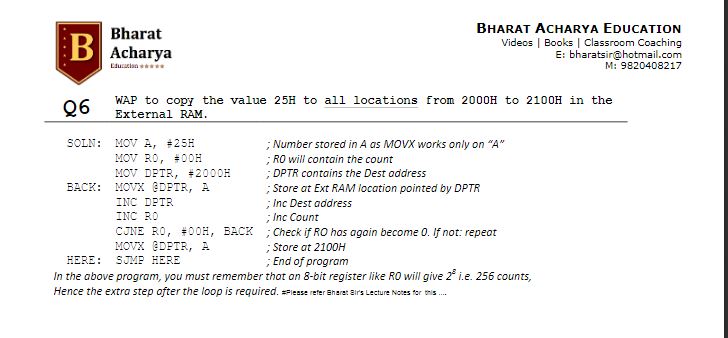 Bharat
Acharya
Education ★★★★★
B
BHARAT ACHARYA EDUCATION
Videos | Books | Classroom Coaching
E: bharatsir@hotmail.com
M: 9820408217
Q6 WAP to copy the value 25H to all locations from 2000H to 2100H in the
External RAM.
SOLN: MOV A, #25H ; Number stored in A as MOVX works only on “A”
MOV R0, #00H ; R0 will contain the count
MOV DPTR, #2000H ; DPTR contains the Dest address
BACK: MOVX @DPTR, A ; Store at Ext RAM location pointed by DPTR
INC DPTR ; Inc Dest address
INC R0 ; Inc Count
CJNE R0, #00H, BACK ; Check if RO has again become 0. If not: repeat
MOVX @DPTR, A ; Store at 2100H
HERE: SJMP HERE ; End of program
In the above program, you must remember that an 8-bit register like R0 will give 2⁸ i.e. 256 counts,
Hence the extra step after the loop is required. #Please refer Bharat Sir's Lecture Notes for this ....